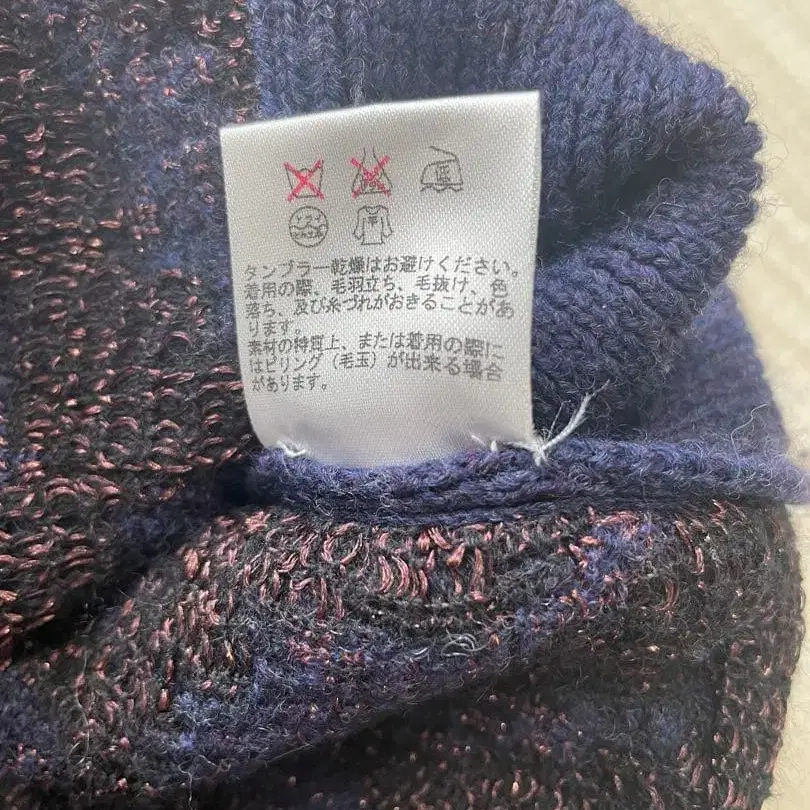 タンブラー乾燥はお避けください。
着用の際、毛羽立ち、毛抜け、色
落ち、及び糸づれがおきることがあ
ります。
素材の特質上、または着用の際に
はピリング（毛玉）が出来る場合
があります。